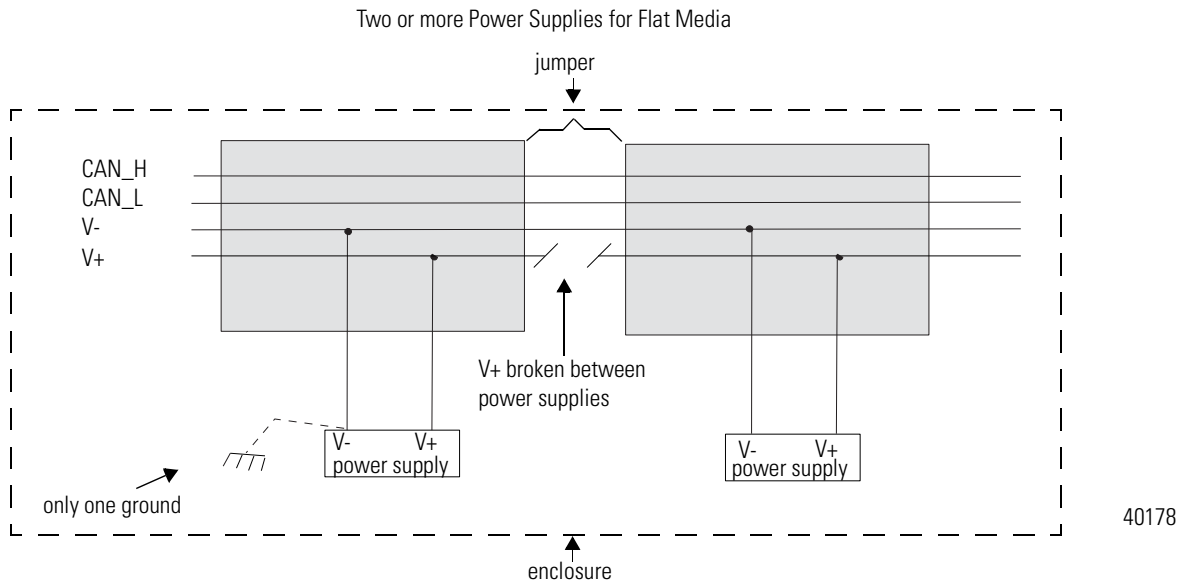 Two or more Power Supplies for Flat Media
jumper
CAN_H
CAN_L
V-
V+
V+ broken between
power supplies
V- V+
power supply
V- V+
power supply
only one ground
40178
enclosure